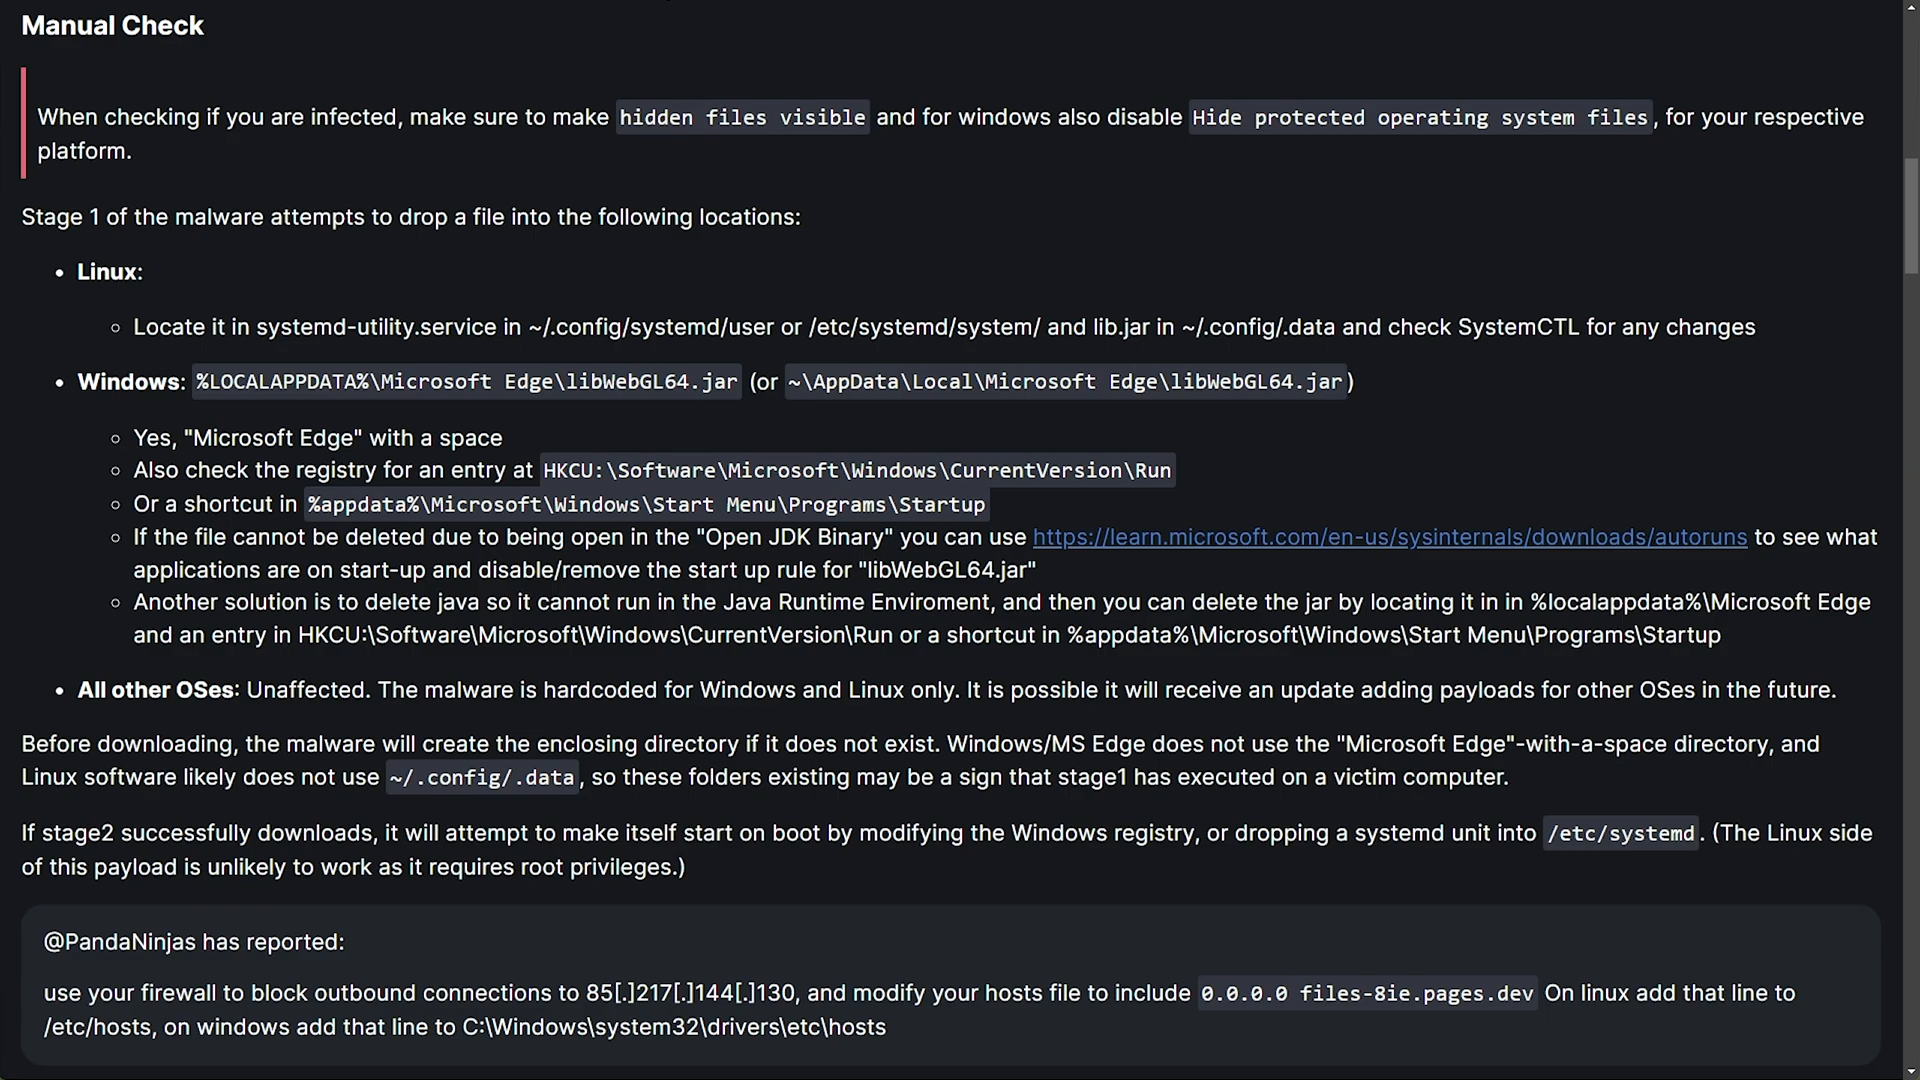 Manual Check
When checking if you are infected, make sure to make hidden files visible and for windows also disable Hide protected operating system files, for your respective
platform.
Stage 1 of the malware attempts to drop a file into the following locations:
• Linux:
◦ Locate it in systemd-utility.service in ~/.config/systemd/user or /etc/systemd/system/ and lib.jar in ~/.config/.data and check SystemCTL for any changes
• Windows: %LOCALAPPDATA%\Microsoft Edge\libWebGL64.jar (or ~\AppData\Local\Microsoft Edge\libWebGL64.jar)
◦ Yes, "Microsoft Edge" with a space
◦ Also check the registry for an entry at HKCU:\Software\Microsoft\Windows\CurrentVersion\Run
◦ Or a shortcut in %appdata%\Microsoft\Windows\Start Menu\Programs\Startup
◦ If the file cannot be deleted due to being open in the "Open JDK Binary" you can use https://learn.microsoft.com/en-us/sysinternals/downloads/autoruns to see what
applications are on start-up and disable/remove the start up rule for "libWebGL64.jar"
◦ Another solution is to delete java so it cannot run in the Java Runtime Enviroment, and then you can delete the jar by locating it in in %localappdata%\Microsoft Edge
and an entry in HKCU:\Software\Microsoft\Windows\CurrentVersion\Run or a shortcut in %appdata%\Microsoft\Windows\Start Menu\Programs\Startup
• All other OSes: Unaffected. The malware is hardcoded for Windows and Linux only. It is possible it will receive an update adding payloads for other OSes in the future.
Before downloading, the malware will create the enclosing directory if it does not exist. Windows/MS Edge does not use the "Microsoft Edge"-with-a-space directory, and
Linux software likely does not use ~/.config/.data, so these folders existing may be a sign that stage1 has executed on a victim computer.
If stage2 successfully downloads, it will attempt to make itself start on boot by modifying the Windows registry, or dropping a systemd unit into /etc/systemd. (The Linux side
of this payload is unlikely to work as it requires root privileges.)
@PandaNinjas has reported:
use your firewall to block outbound connections to 85[.]217[.]144[.]130, and modify your hosts file to include 0.0.0.0 files-8ie.pages.dev On linux add that line to
/etc/hosts, on windows add that line to C:\Windows\system32\drivers\etc\hosts